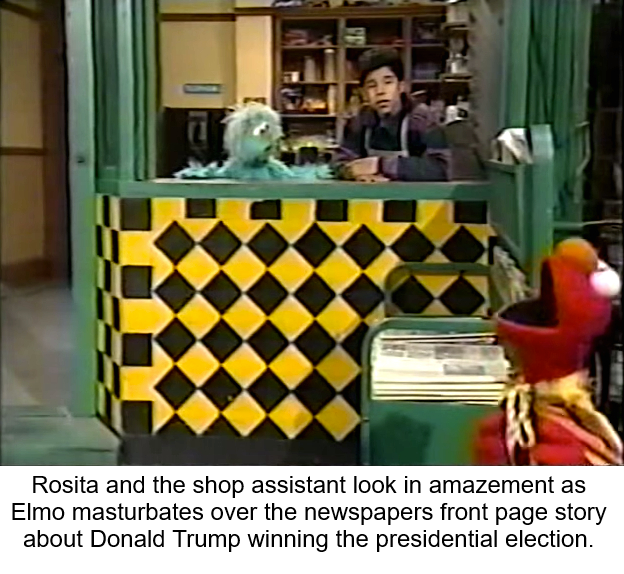 Rosita and the shop assistant look in amazement as
Elmo masturbates over the newspapers front page story
about Donald Trump winning the presidential election.